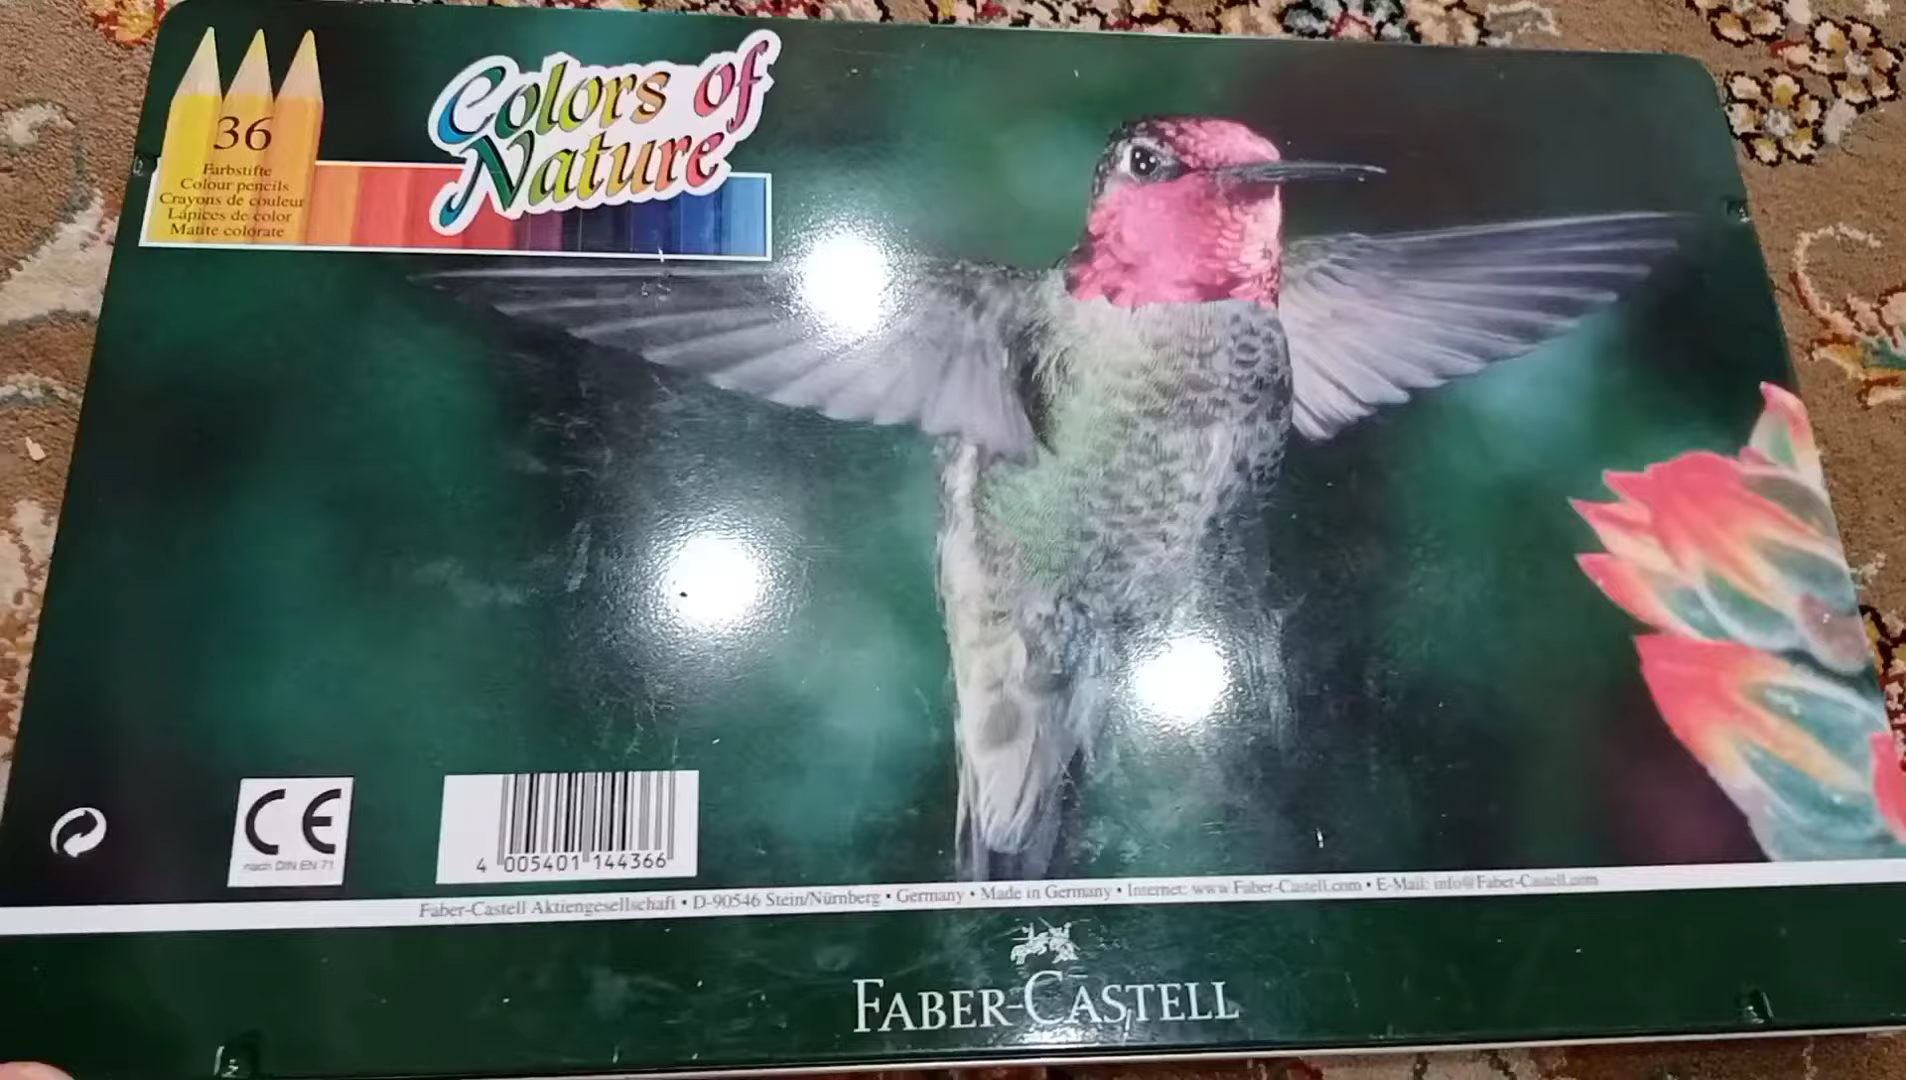 Colors of
Nature
36
Farbstifte
Colour pencils
Crayons de couleur
Lápices de color
Matite colorate
CE
nach DIN EN 71
4 005401 144366
Faber-Castell Aktiengesellschaft • D-90546 Stein/Nürnberg • Germany • Made in Germany • Internet: www.Faber-Castell.com • E-Mail: info@Faber-Castell.com
FABER-CASTELL